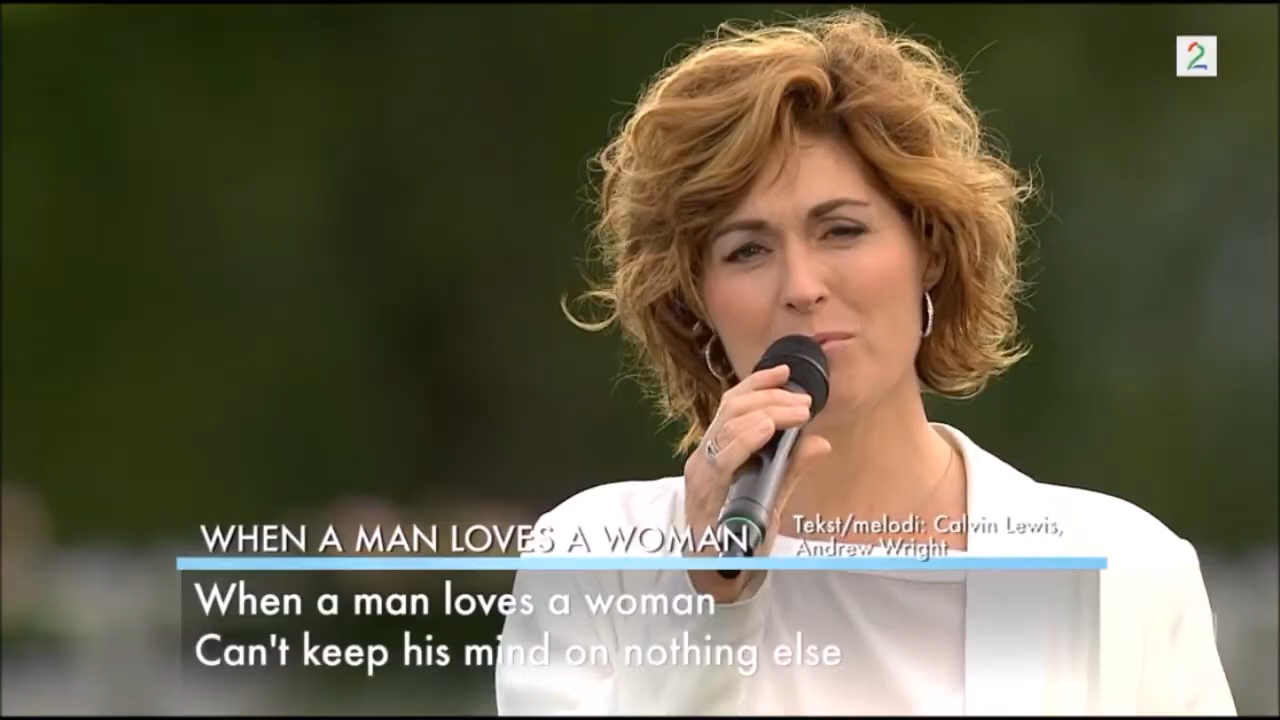 2
WHEN A MAN LOVES A WOMAN
Tekst/melodi: Calvin Lewis,
Andrew Wright
When a man loves a woman
Can't keep his mind on nothing else